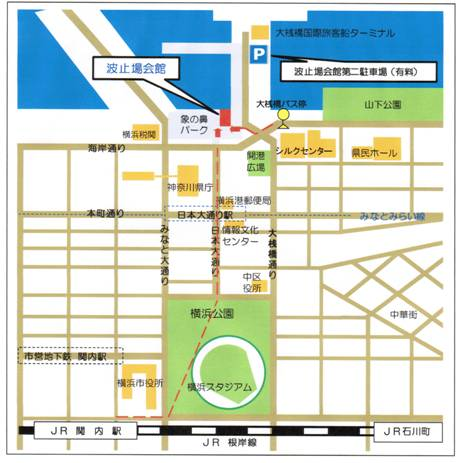 大桟橋国際旅客船ターミナル
P
波止場会館
波止場会館第二駐車場（有料）
大桟橋バス停
山下公園
象の鼻
パーク
横浜税関
海岸通り
シルクセンター
県民ホール
開港
広場
神奈川県庁
横浜港郵便局
本町通り
日本大通り駅
みなとみらい線
情報文化
センター
みなと大通り
日本大通り
大桟橋通り
中区
役所
横浜公園
中華街
市営地下鉄 関内駅
横浜市役所
横浜スタジアム
ＪＲ 関 内 駅
ＪＲ 根岸線
ＪＲ石川町